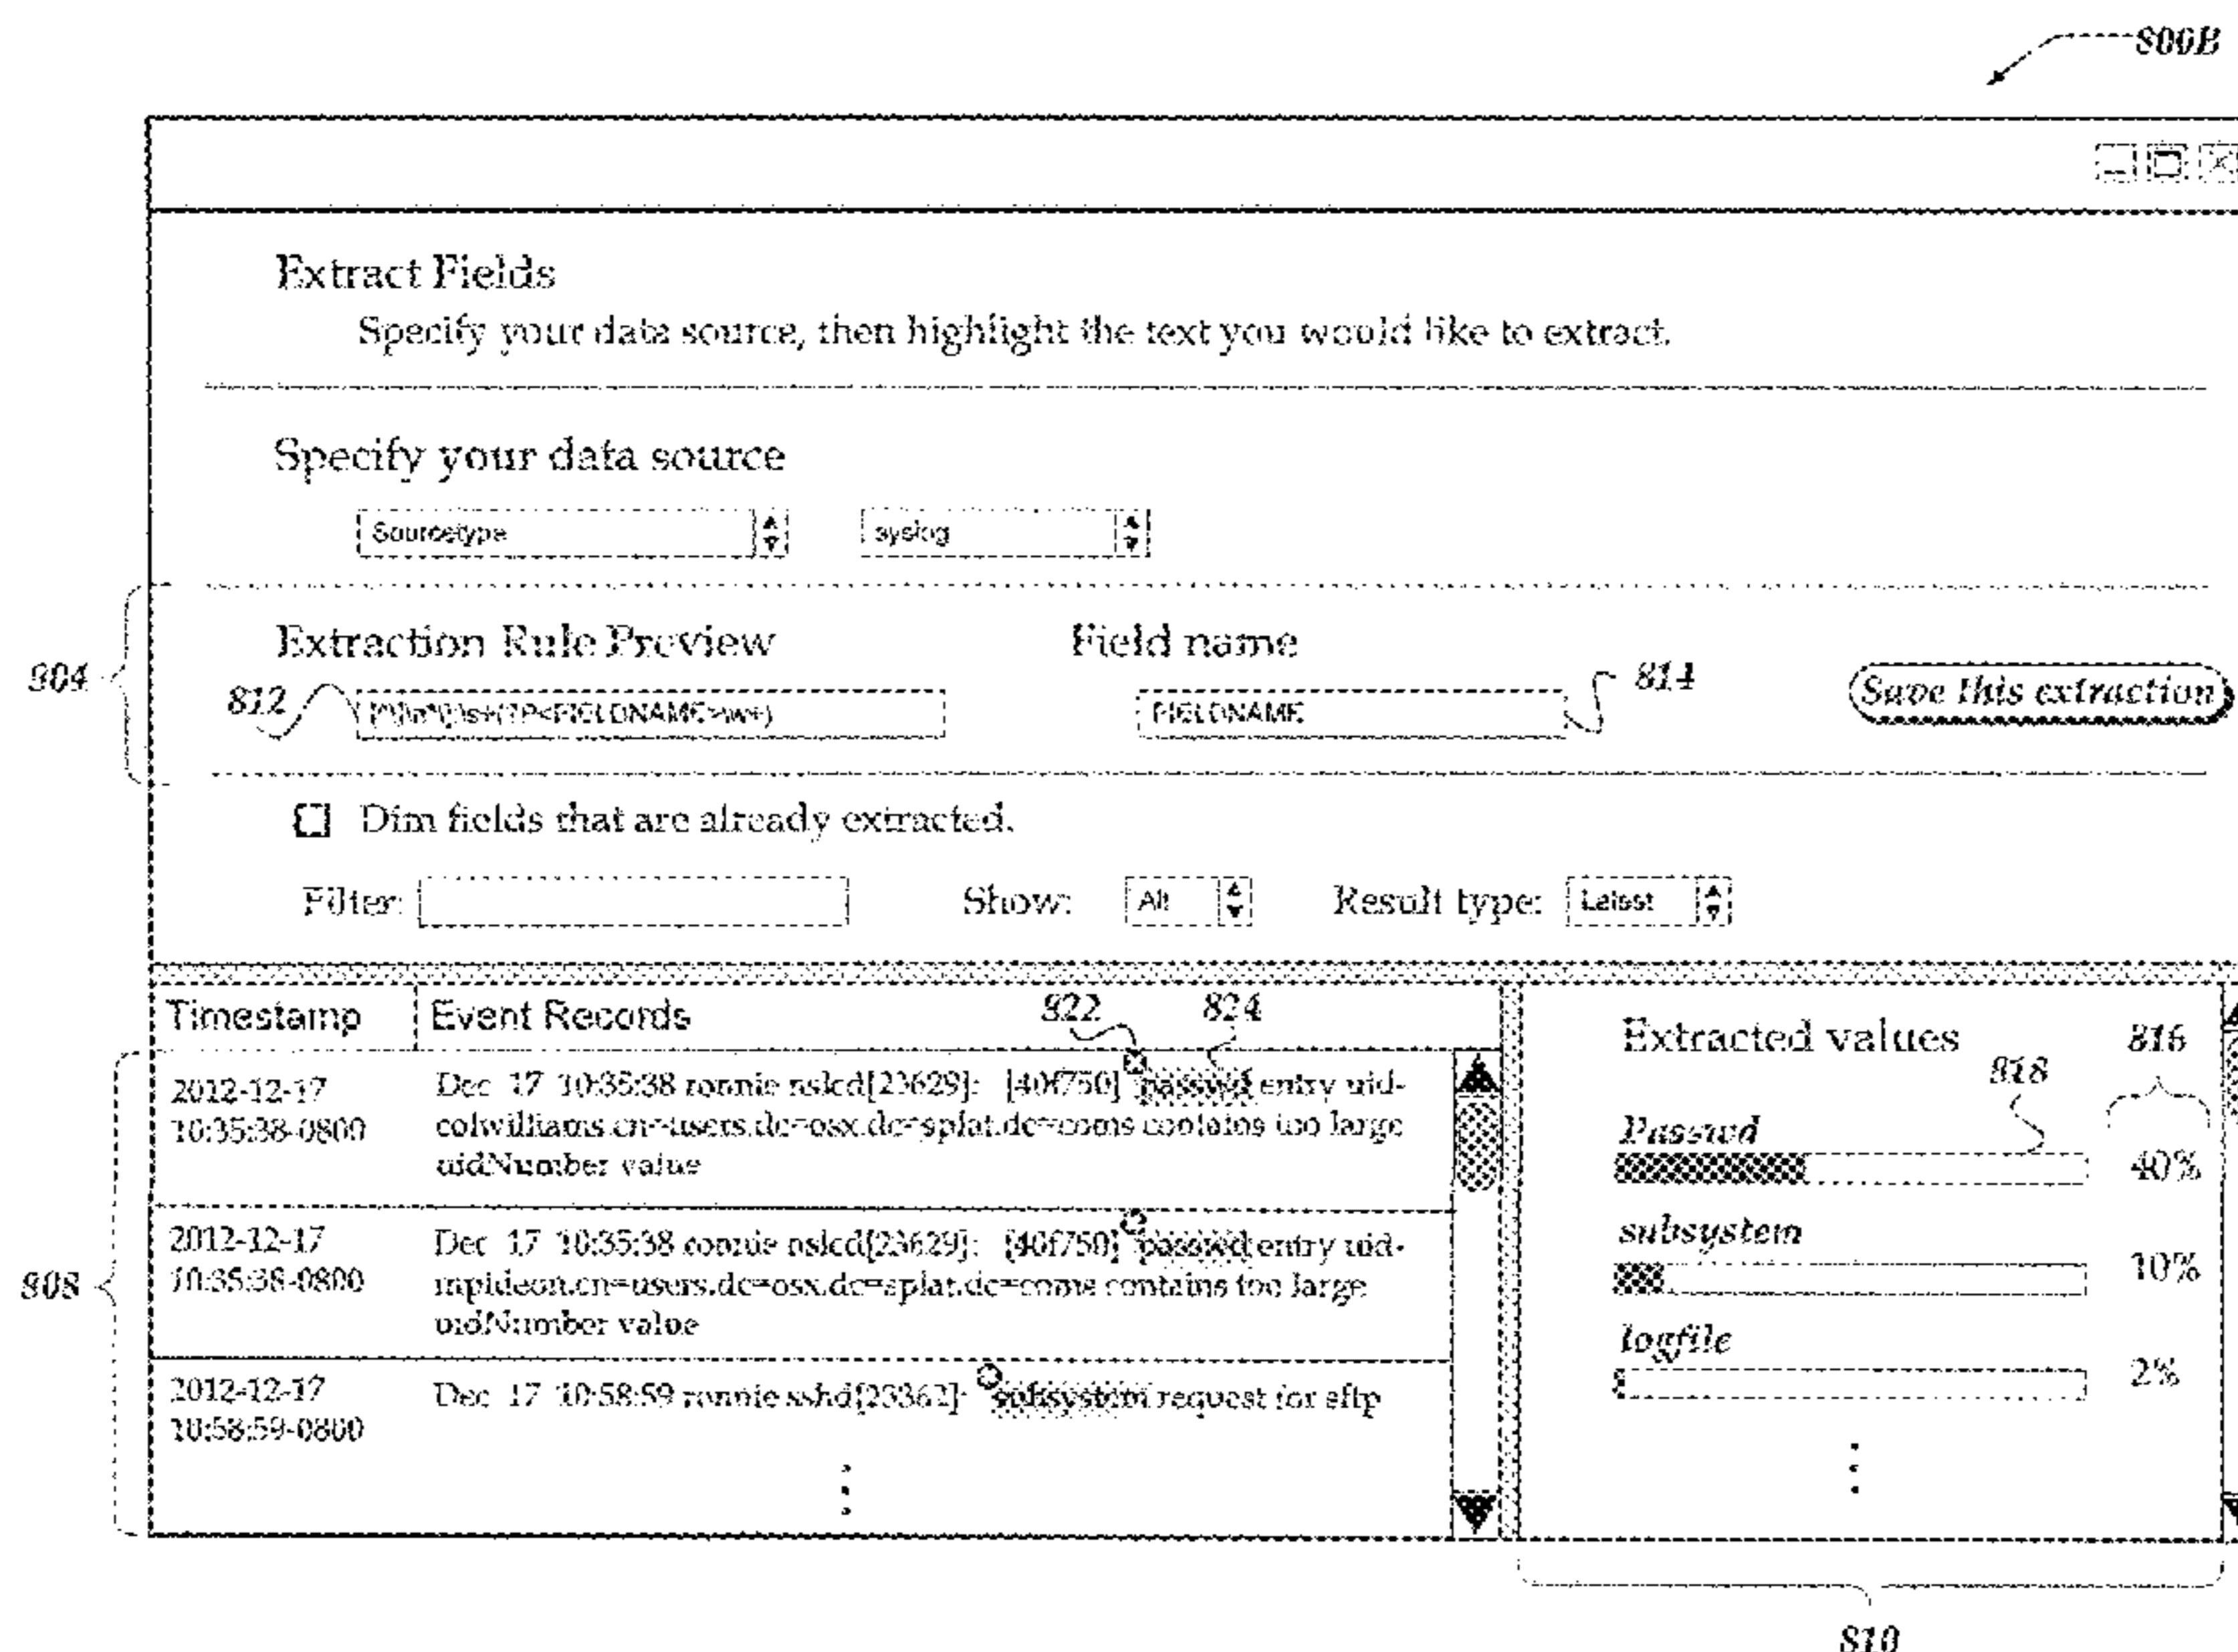 800B
Extract Fields
Specify your data source, then highlight the text you would like to extract.
Specify your data source
Sourcetype syslog
Extraction Rule Preview Field name
804
812 814
FIELDNAME Save this extraction
Dim fields that are already extracted.
Filter: Show: All Result type: Latest
Timestamp Event Records 822 824 Extracted values 816
818
2012-12-17 10:35:38-0800
Dec 17 10:35:38 ronnie nslcd[23629]: [40f750] passwd entry uid-
colwilliams.cn=users.dc=osx.dc=splat.dc=coms contains too large
uidNumber value
2012-12-17 10:35:38-0800
Dec 17 10:35:38 ronnie nslcd[23629]: [40f750] passwd entry uid-
mpideon.cn=users.dc=osx.dc=splat.dc=coms contains too large
uidNumber value
808
2012-12-17 10:58:59-0800
Dec 17 10:58:59 ronnie sshd[23362]: subsystem request for sftp
Passwd
40%
subsystem
10%
logfile
2%
810